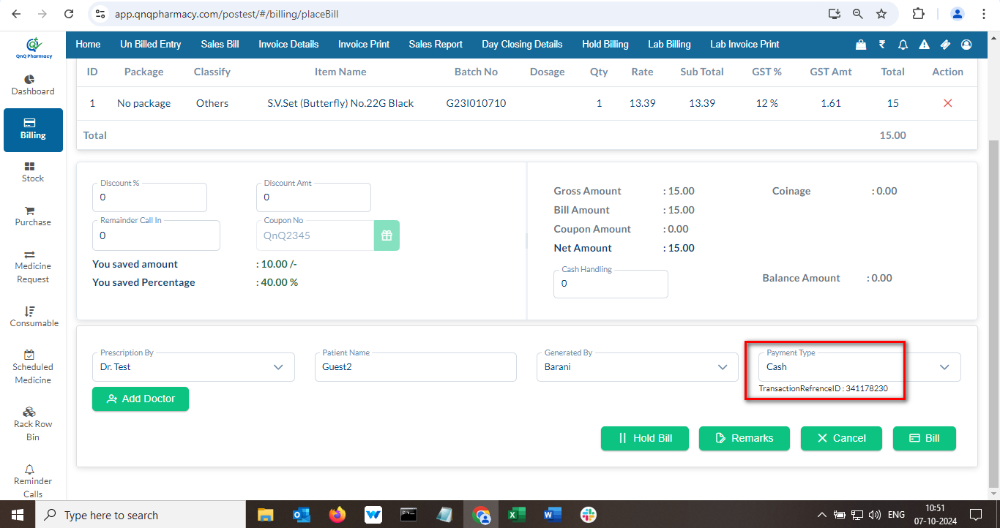 app.qnqpharmacy.com/postest/#/billing/placeBill
QnQ Pharmacy
Home Un Billed Entry Sales Bill Invoice Details Invoice Print Sales Report Day Closing Details Hold Billing Lab Billing Lab Invoice Print
Dashboard
Billing
Stock
Purchase
Medicine
Request
Consumable
Scheduled
Medicine
Rack Row
Bin
Reminder
Calls
ID Package Classify Item Name Batch No Dosage Qty Rate Sub Total GST % GST Amt Total Action
1 No package Others S.V.Set (Butterfly) No.22G Black G23I010710 1 13.39 13.39 12 % 1.61 15
Total 15.00
Discount % Discount Amt
0 0
Remainder Call In Coupon No
0 QnQ2345
You saved amount : 10.00 /-
You saved Percentage : 40.00 %
Gross Amount : 15.00 Coinage : 0.00
Bill Amount : 15.00
Coupon Amount : 0.00
Net Amount : 15.00
Cash Handling
0
Balance Amount : 0.00
Prescription By Patient Name Generated By Payment Type
Dr. Test Guest2 Barani Cash
TransactionRefrenceID : 341178230
Add Doctor
Hold Bill Remarks Cancel Bill
Type here to search
ENG
10:51
07-10-2024